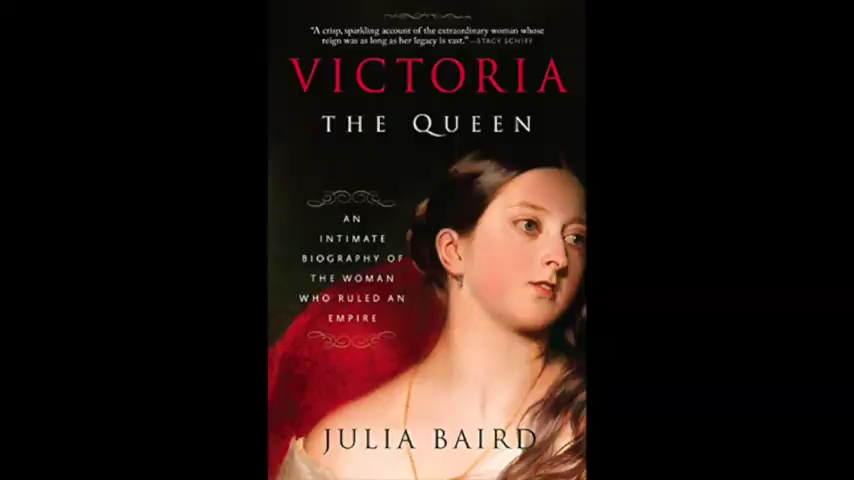 "A crisp, sparkling account of the extraordinary woman whose
reign was as long as her legacy is vast."—STACY SCHIFF
VICTORIA
THE QUEEN
AN
INTIMATE
BIOGRAPHY OF
THE WOMAN
WHO RULED AN
EMPIRE
JULIA BAIRD